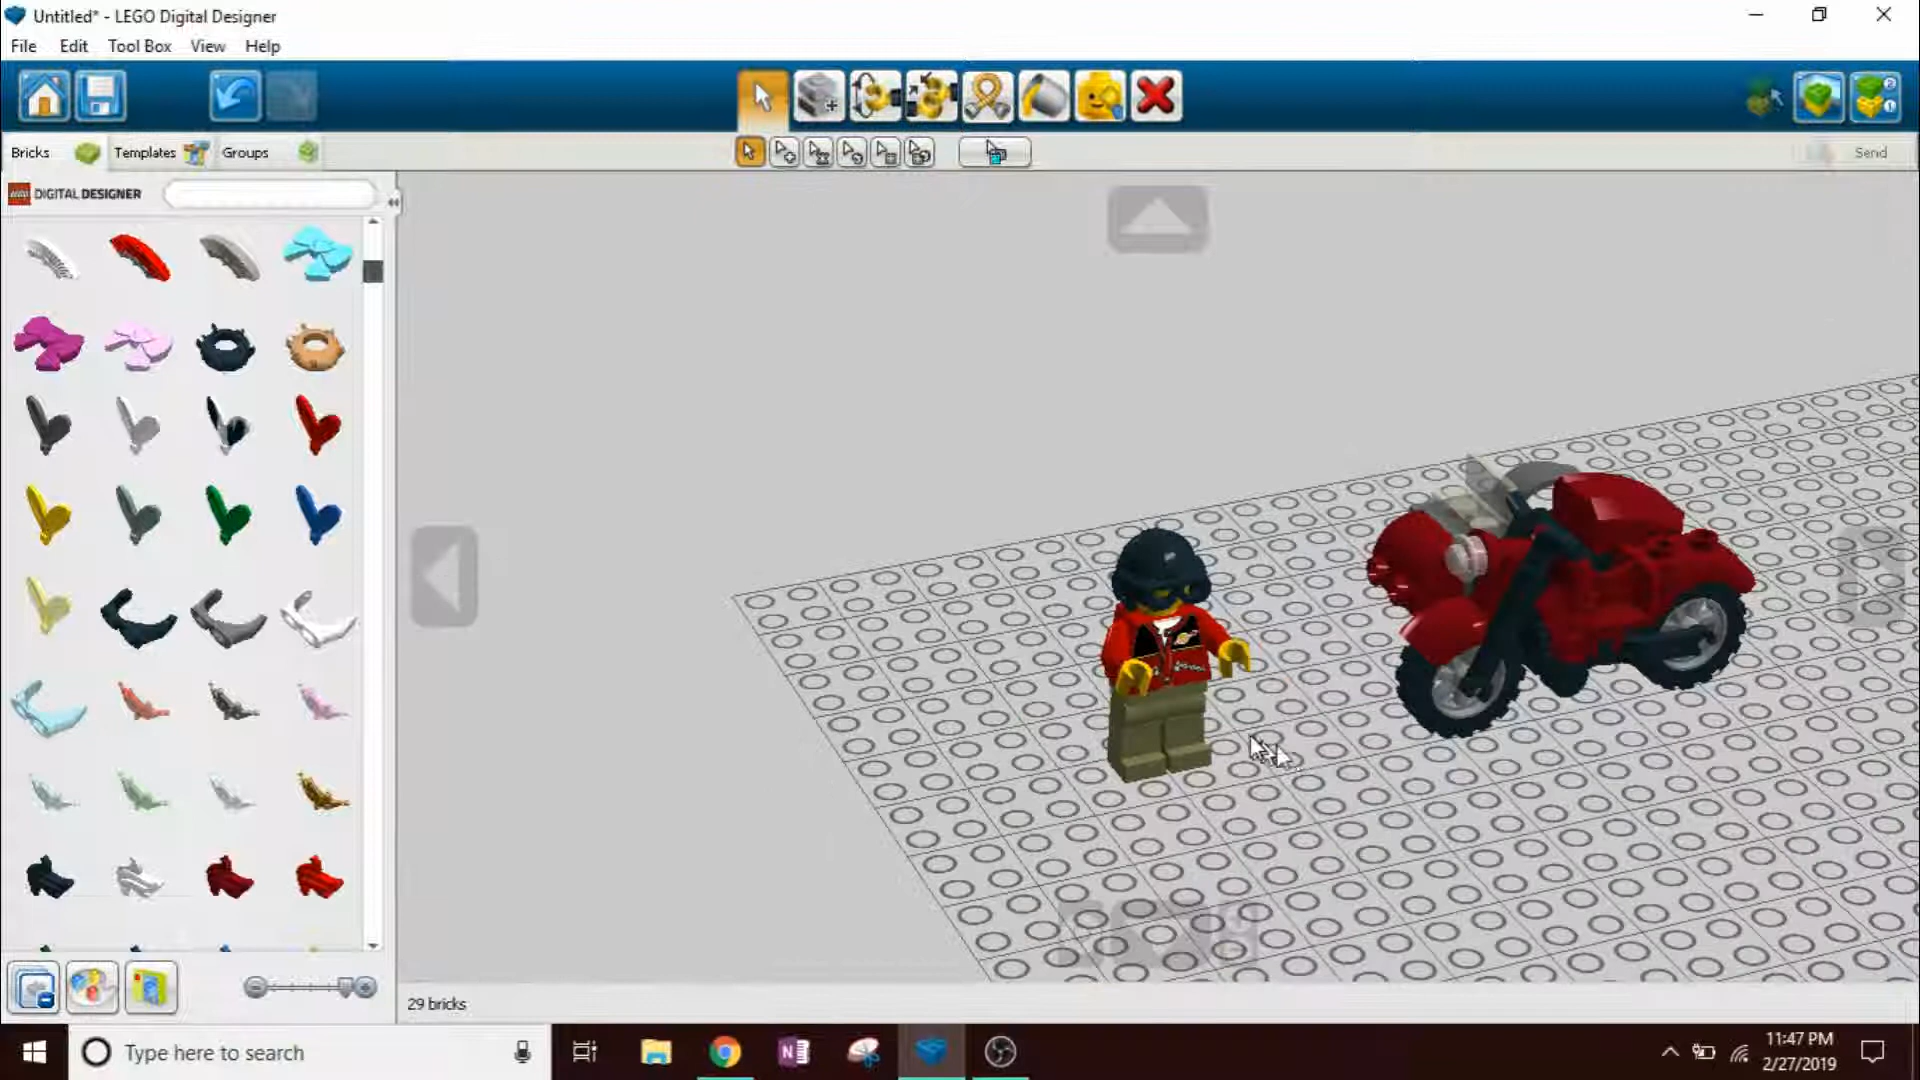 Untitled* - LEGO Digital Designer
File Edit Tool Box View Help
Bricks Templates Groups
Send
DIGITAL DESIGNER
29 bricks
Type here to search
11:47 PM
2/27/2019